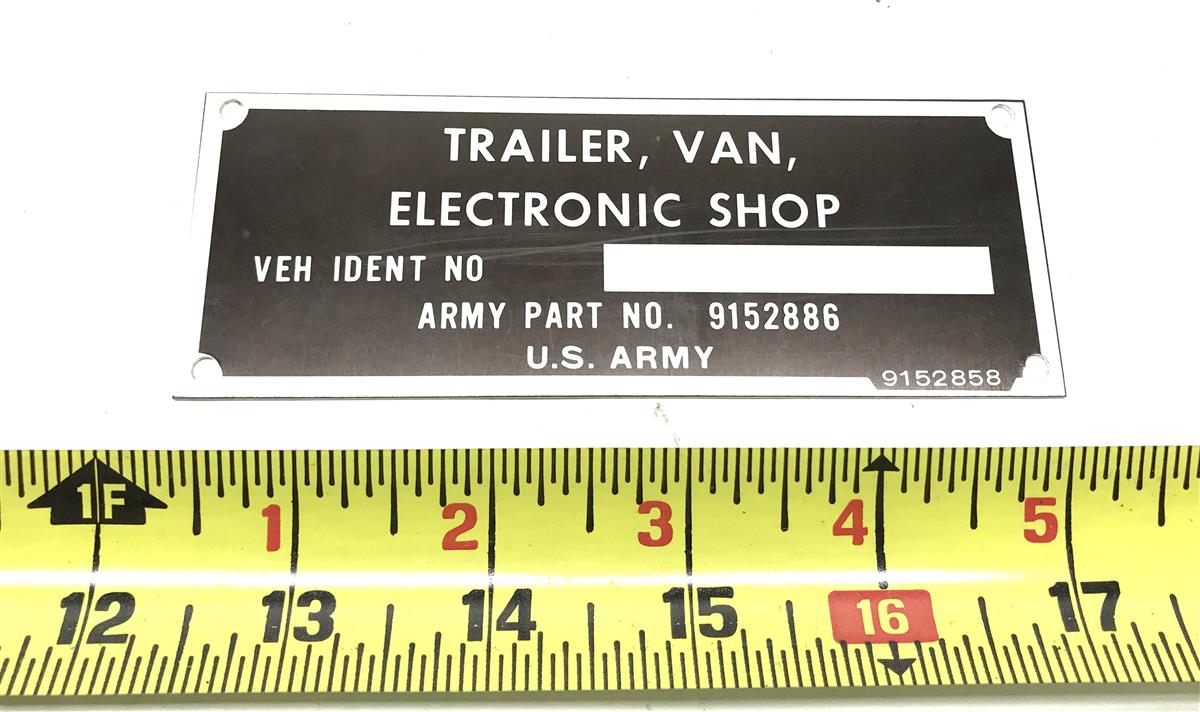 TRAILER, VAN,
ELECTRONIC SHOP
VEH IDENT NO
ARMY PART NO. 9152886
U.S. ARMY
9152858
1F 1 2 3 4 5
12 13 14 15 16 17